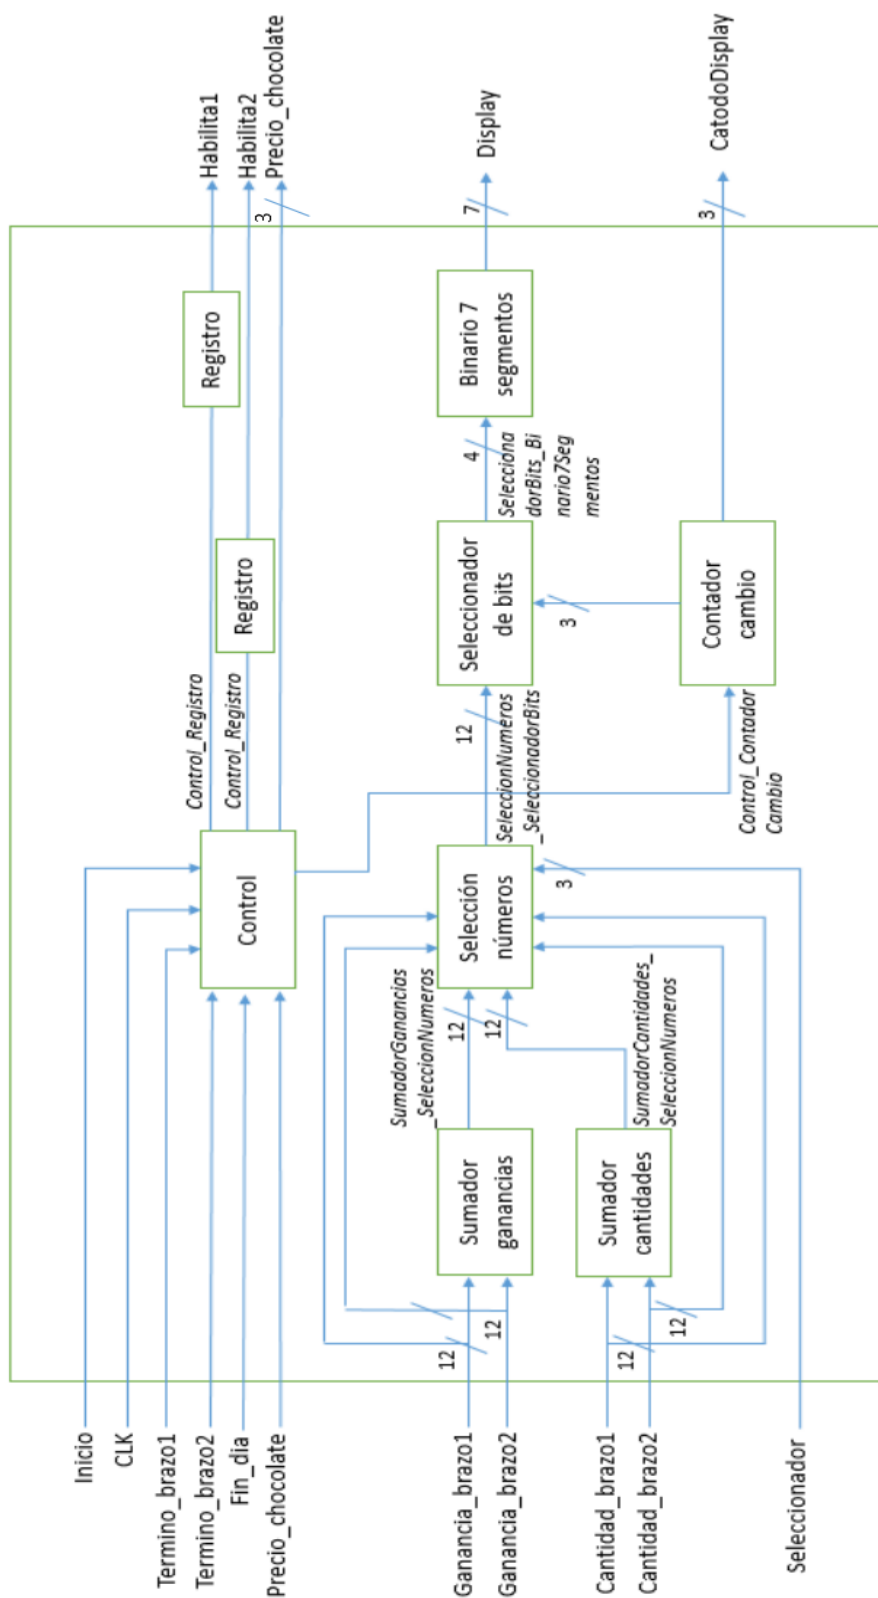 Inicio
CLK
Termino_brazo1
Termino_brazo2
Fin_dia
Precio_chocolate
Ganancia_brazo1
Ganancia_brazo2
Cantidad_brazo1
Cantidad_brazo2
Seleccionador
12
12
12
12
Sumador
ganancias
Sumador
cantidades
SumadorGanancias
_SeleccionNumeros
12
12
SumadorCantidades_
SeleccionNumeros
Control
Selección
números
3
Control_Registro
Control_Registro
12
SeleccionNumeros
_SeleccionadorBits
Control_Contador
Cambio
Registro
Registro
Seleccionador
de bits
3
Contador
cambio
4
Selecciona
dorBits_Bi
nario7Seg
mentos
Binario 7
segmentos
3
7
3
Habilita1
Habilita2
Precio_chocolate
Display
CatodoDisplay